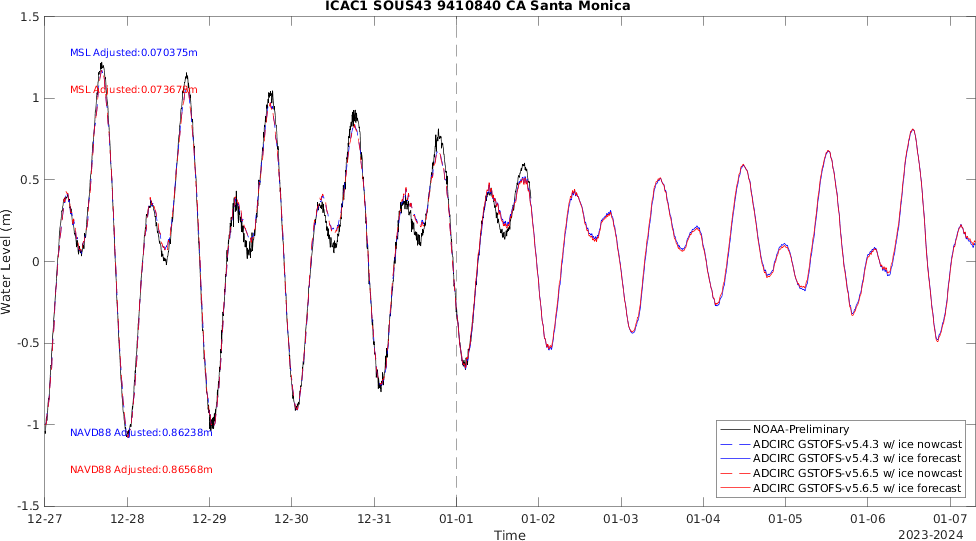 ICAC1 SOUS43 9410840 CA Santa Monica
1.5
1
0.5
0
-0.5
-1
-1.5
Water Level (m)
MSL Adjusted:0.070375m
MSL Adjusted:0.07367 m
NAVD88 Adjusted:0.86238m
NAVD88 Adjusted:0.86568m
NOAA-Preliminary
ADCIRC GSTOFS-v5.4.3 w/ ice nowcast
ADCIRC GSTOFS-v5.4.3 w/ ice forecast
ADCIRC GSTOFS-v5.6.5 w/ ice nowcast
ADCIRC GSTOFS-v5.6.5 w/ ice forecast
12-27 12-28 12-29 12-30 12-31 01-01 01-02 01-03 01-04 01-05 01-06 01-07
Time
2023-2024